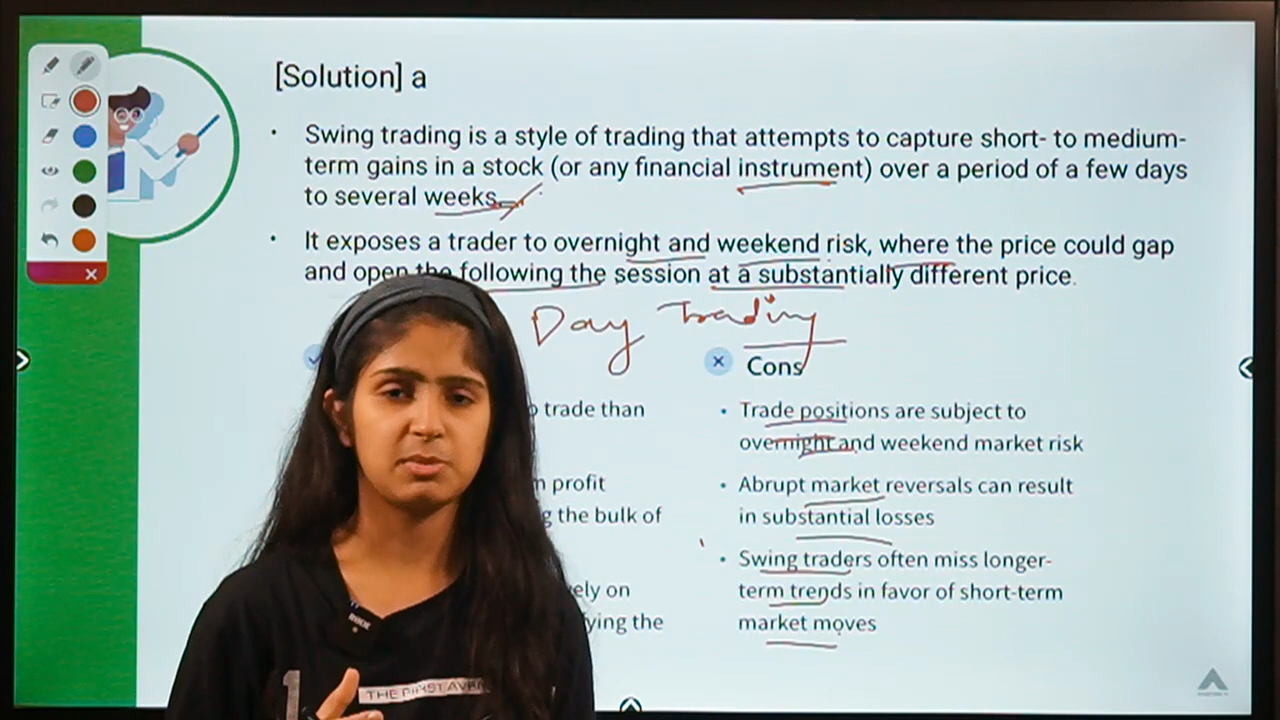 [Solution] a
• Swing trading is a style of trading that attempts to capture short- to medium-
term gains in a stock (or any financial instrument) over a period of a few days
to several weeks.
• It exposes a trader to overnight and weekend risk, where the price could gap
and open the following the session at a substantially different price.
Day Trading
Cons
trade than
• Trade positions are subject to
overnight and weekend market risk
profit
the bulk of
• Abrupt market reversals can result
in substantial losses
on
the
• Swing traders often miss longer-
term trends in favor of short-term
market moves
THE